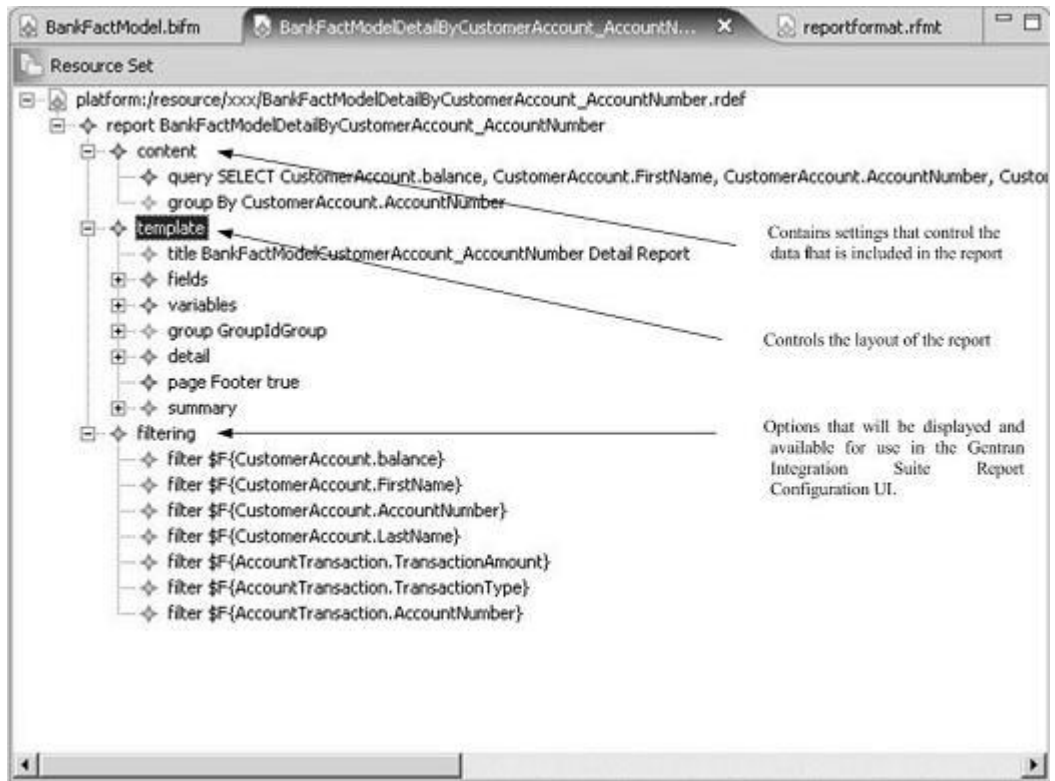 BankFactModel.bifm
BankFactModelDetailByCustomerAccount_AccountN...
reportformat.rfmt
Resource Set
platform:/resource/xxx/BankFactModelDetailByCustomerAccount_AccountNumber.rdef
report BankFactModelDetailByCustomerAccount_AccountNumber
content
query SELECT CustomerAccount.balance, CustomerAccount.FirstName, CustomerAccount.AccountNumber, Custo
group By CustomerAccount.AccountNumber
template
title BankFactModelCustomerAccount_AccountNumber Detail Report
fields
variables
group GroupIdGroup
detail
page Footer true
summary
filtering
filter $F{CustomerAccount.balance}
filter $F{CustomerAccount.FirstName}
filter $F{CustomerAccount.AccountNumber}
filter $F{CustomerAccount.LastName}
filter $F{AccountTransaction.TransactionAmount}
filter $F{AccountTransaction.TransactionType}
filter $F{AccountTransaction.AccountNumber}
Contains settings that control the
data that is included in the report
Controls the layout of the report
Options that will be displayed and
available for use in the Gentran
Integration Suite Report
Configuration UI.